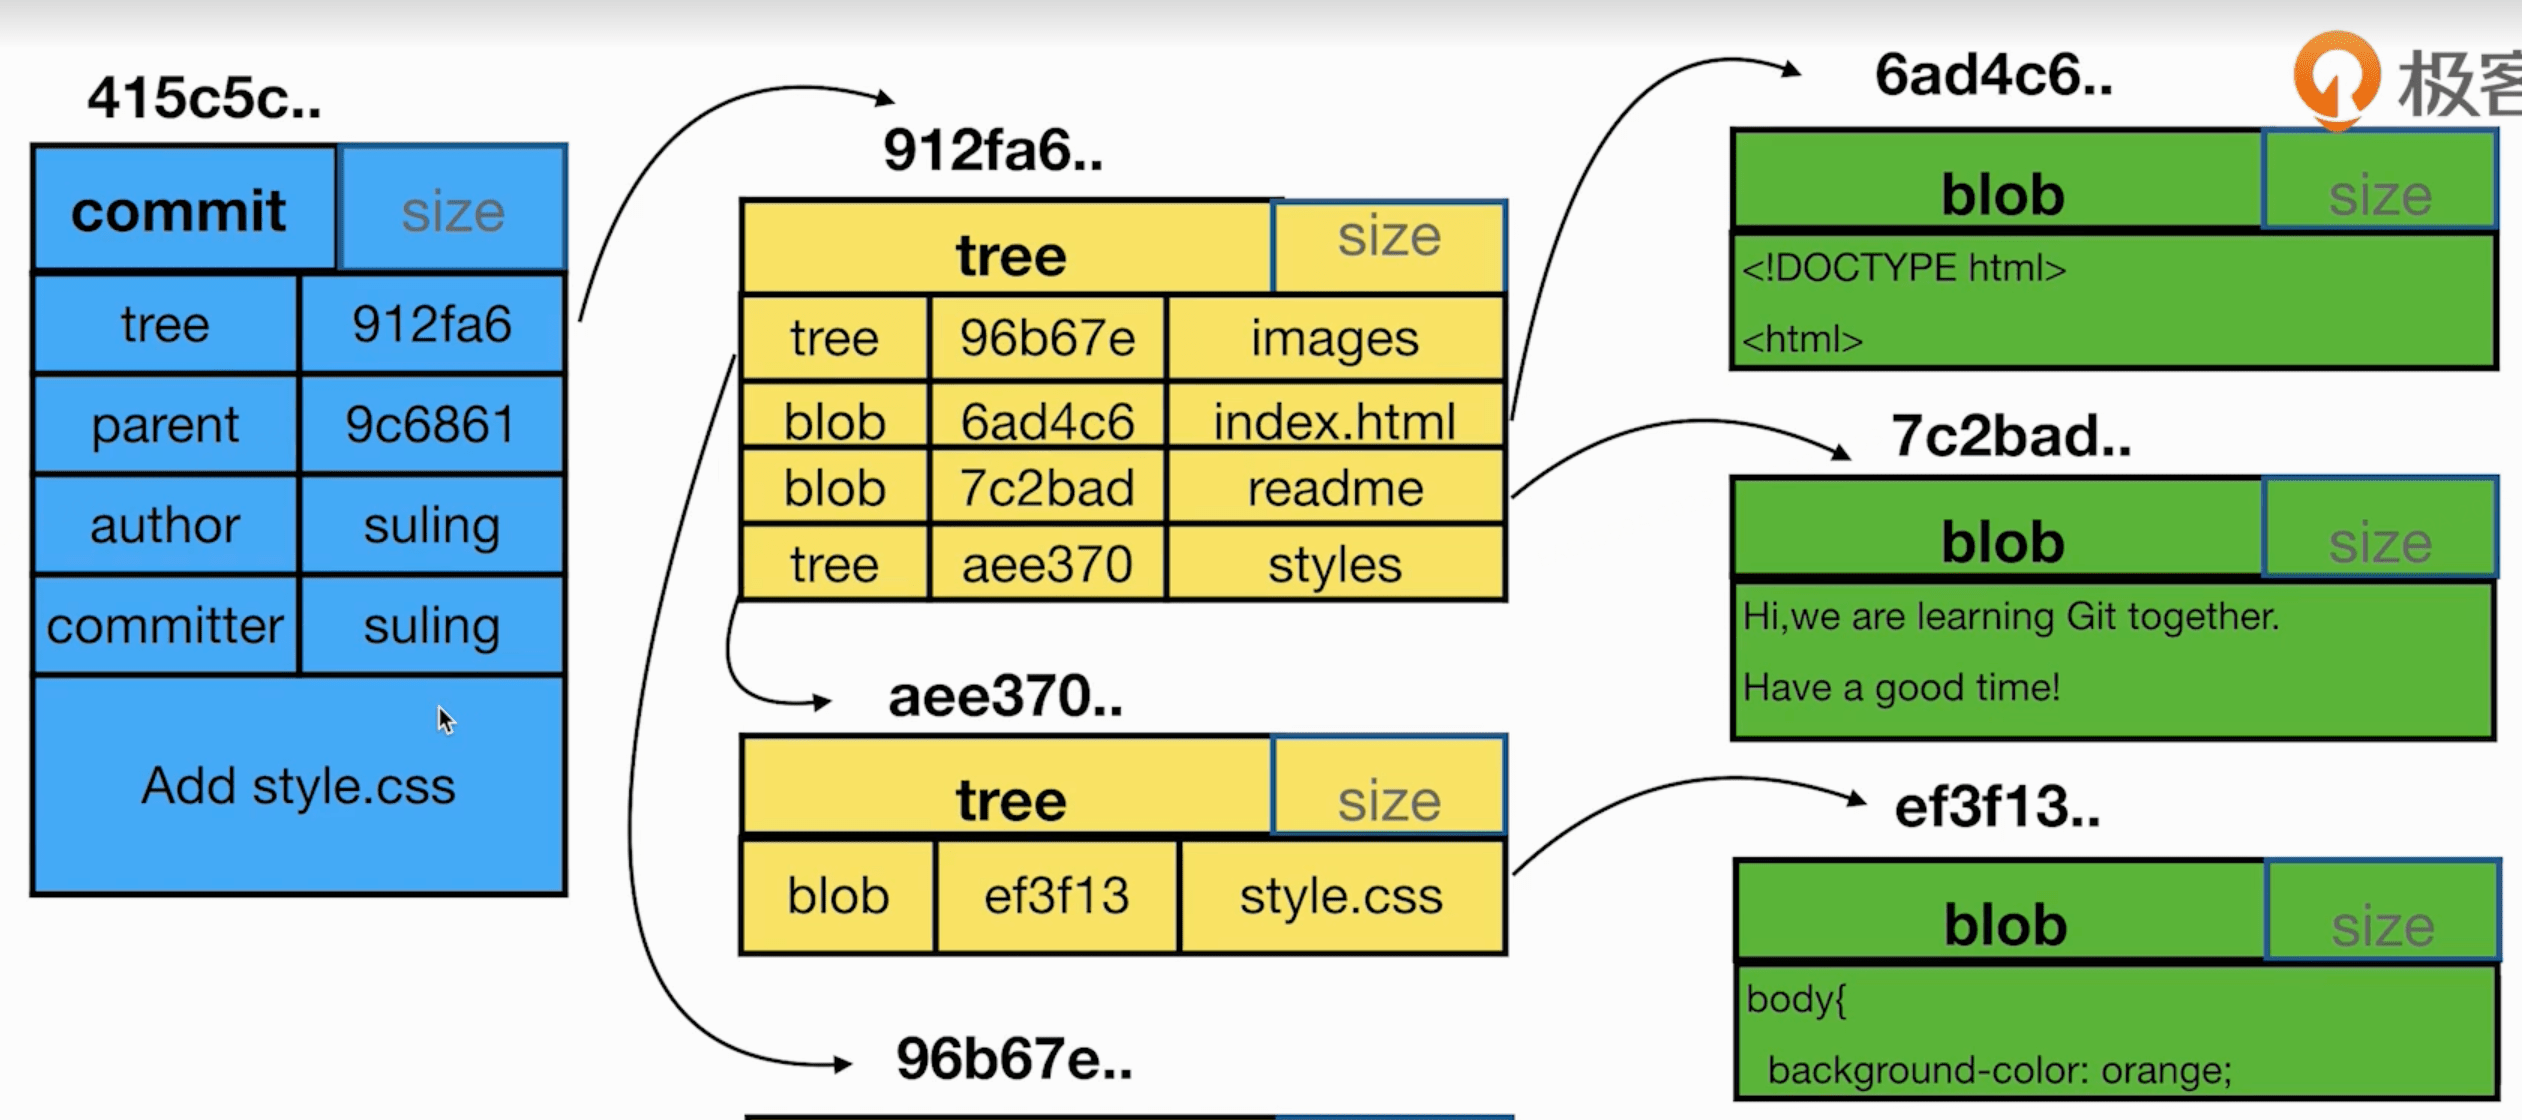 415c5c..
commit size
tree 912fa6
parent 9c6861
author suling
committer suling
Add style.css
912fa6..
tree size
tree 96b67e images
blob 6ad4c6 index.html
blob 7c2bad readme
tree aee370 styles
aee370..
tree size
blob ef3f13 style.css
96b67e..
6ad4c6..
blob size
<!DOCTYPE html>
<html>
7c2bad..
blob size
Hi,we are learning Git together.
Have a good time!
ef3f13..
blob size
body{
background-color: orange;
极客